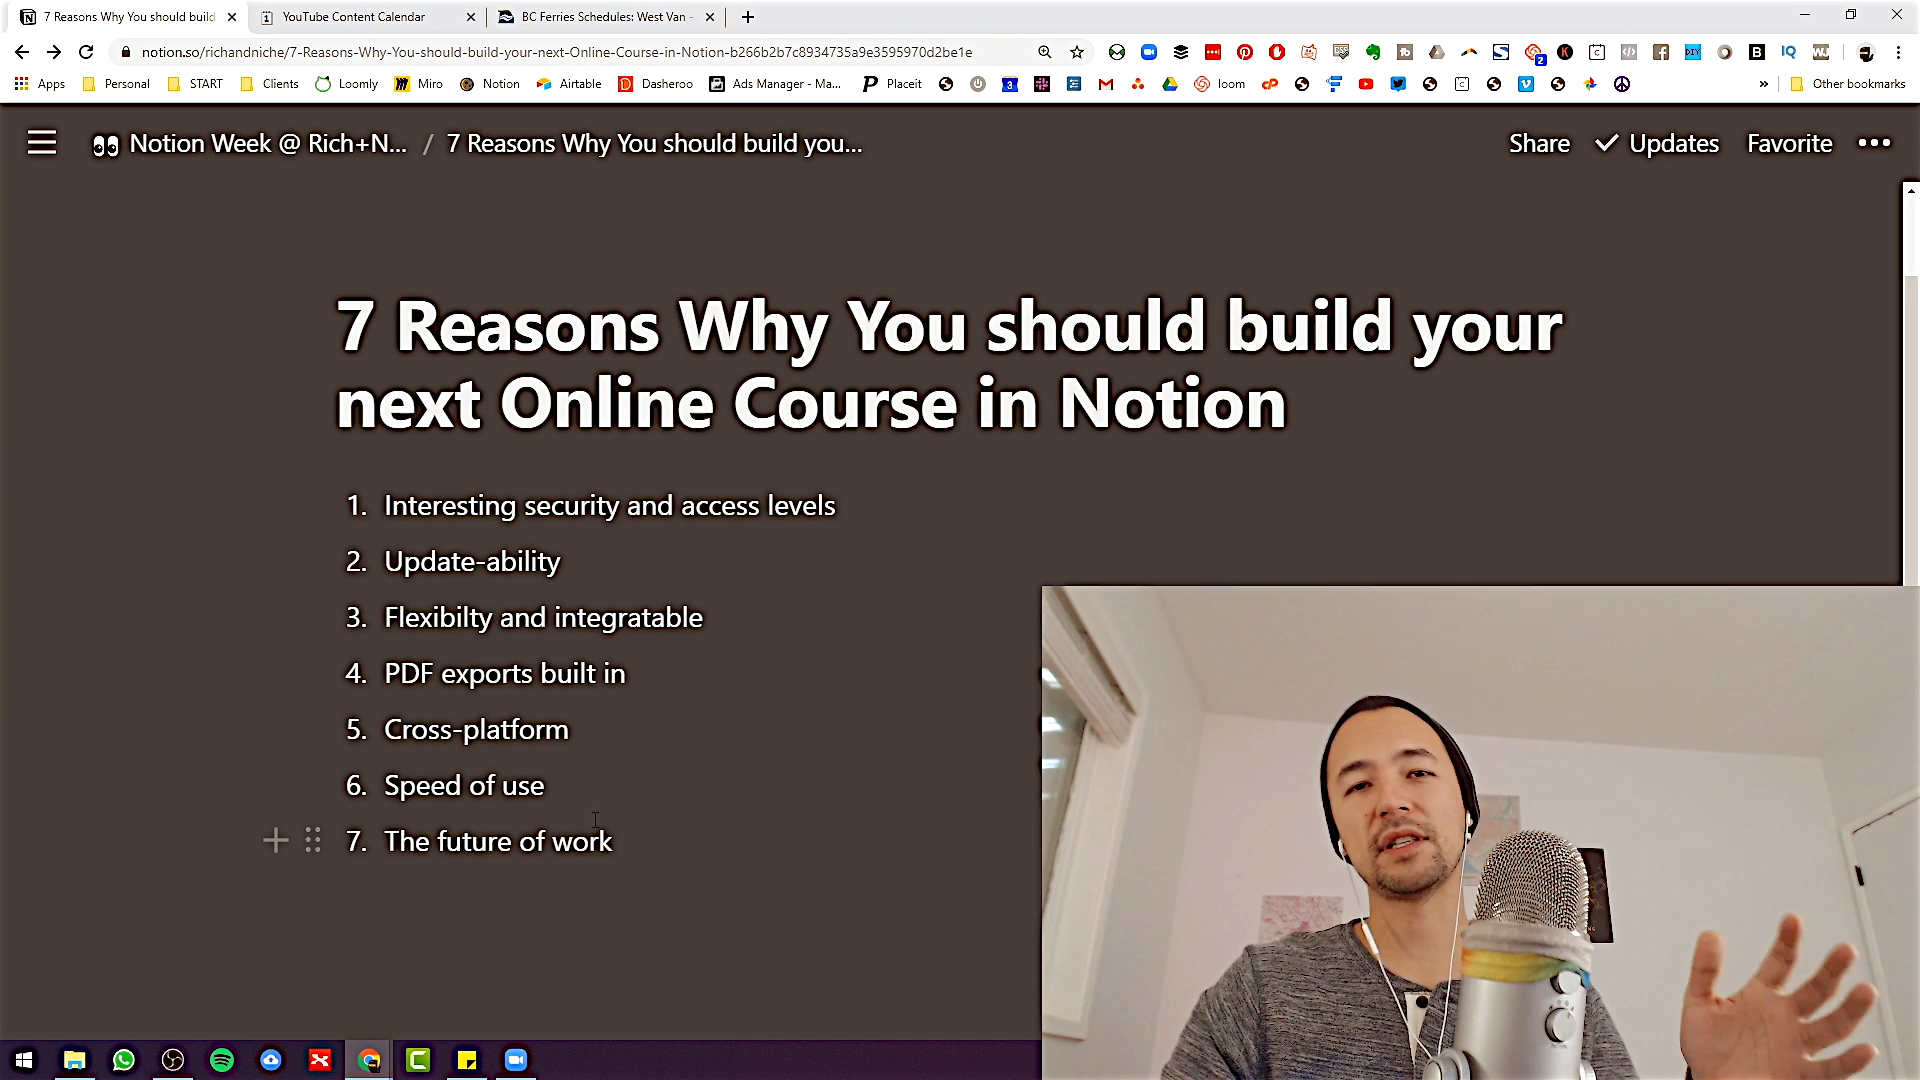 7 Reasons Why You should build
YouTube Content Calendar
BC Ferries Schedules: West Van -
notion.so/richandniche/7-Reasons-Why-You-should-build-your-next-Online-Course-in-Notion-b266b2b7c8934735a9e3595970d2be1e
Apps
Personal
START
Clients
Loomly
Miro
Notion
Airtable
Dasheroo
Ads Manager - Ma...
Placeit
loom
»
Other bookmarks
Notion Week @ Rich+N... / 7 Reasons Why You should build you...
Share
Updates
Favorite
7 Reasons Why You should build your
next Online Course in Notion
1. Interesting security and access levels
2. Update-ability
3. Flexibilty and integratable
4. PDF exports built in
5. Cross-platform
6. Speed of use
7. The future of work